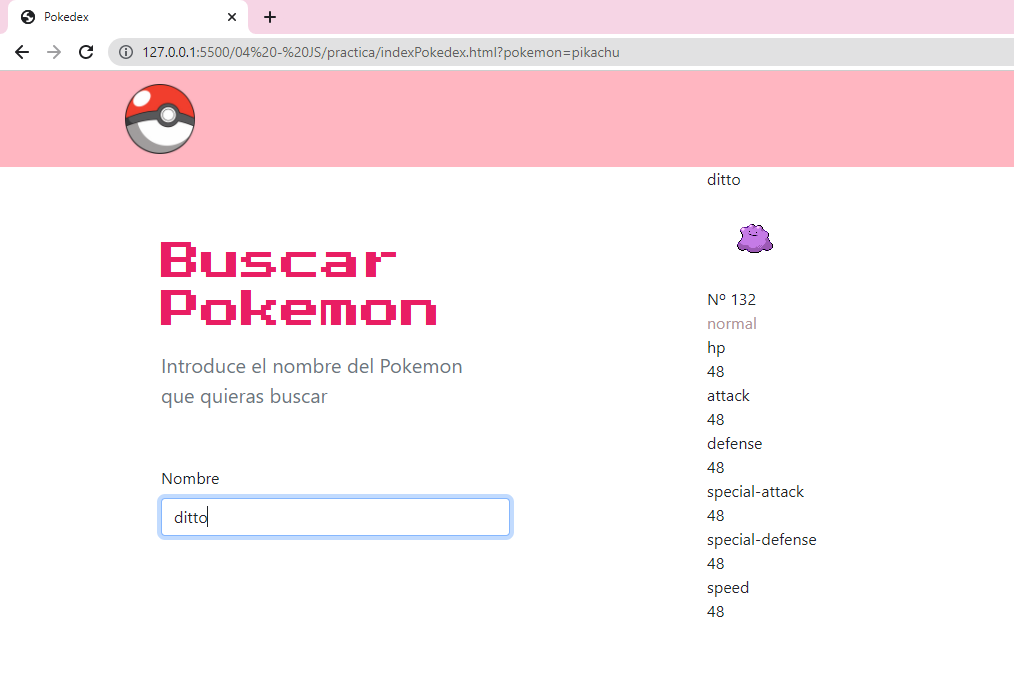 Pokedex
127.0.0.1:5500/04%20-%20JS/practica/indexPokedex.html?pokemon=pikachu
Buscar
Pokemon
Introduce el nombre del Pokemon
que quieras buscar
Nombre
ditto
ditto
Nº 132
normal
hp
48
attack
48
defense
48
special-attack
48
special-defense
48
speed
48